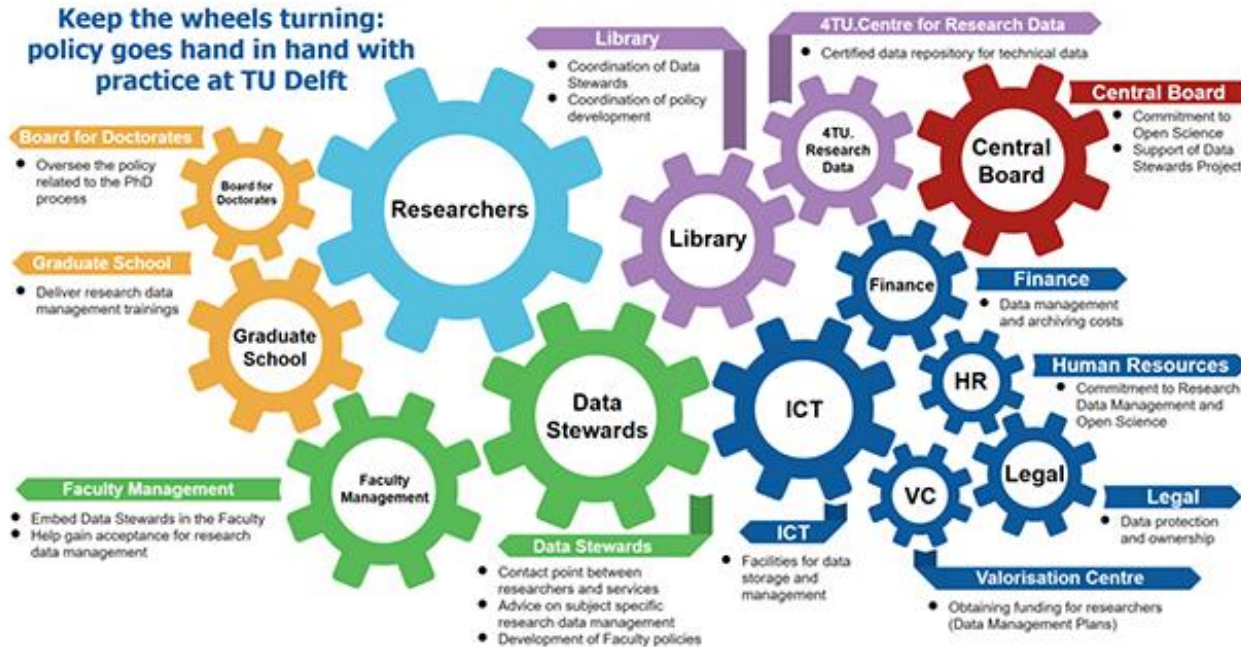 Keep the wheels turning:
policy goes hand in hand with
practice at TU Delft
Library
● Coordination of Data
Stewards
● Coordination of policy
development
4TU.Centre for Research Data
● Certified data repository for technical data
Central Board
● Commitment to
Open Science
● Support of Data
Stewards Project
Board for Doctorates
● Oversee the policy
related to the PhD
process
Graduate School
● Deliver research data
management trainings
Board for
Doctorates
Researchers
Library
4TU.
Research
Data
Central
Board
Graduate
School
Finance
Finance
● Data management
and archiving costs
Data
Stewards
ICT
HR
Human Resources
● Commitment to Research
Data Management and
Open Science
Faculty
Management
VC
Legal
Faculty Management
● Embed Data Stewards in the Faculty
● Help gain acceptance for research
data management
Data Stewards
● Contact point between
researchers and services
● Advice on subject specific
research data management
● Development of Faculty policies
ICT
● Facilities for data
storage and
management
Legal
● Data protection
and ownership
Valorisation Centre
● Obtaining funding for researchers
(Data Management Plans)